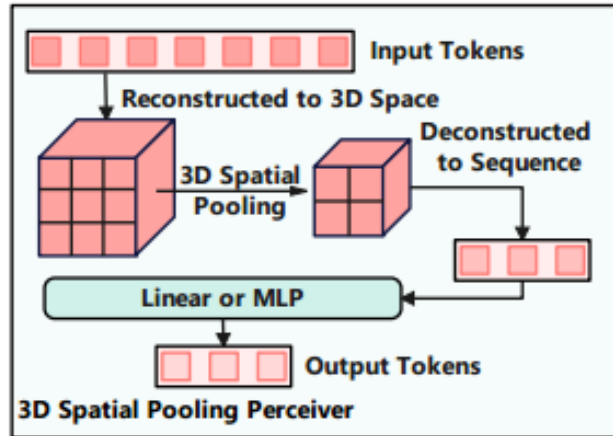 Input Tokens
Reconstructed to 3D Space
Deconstructed
to Sequence
3D Spatial
Pooling
Linear or MLP
Output Tokens
3D Spatial Pooling Perceiver